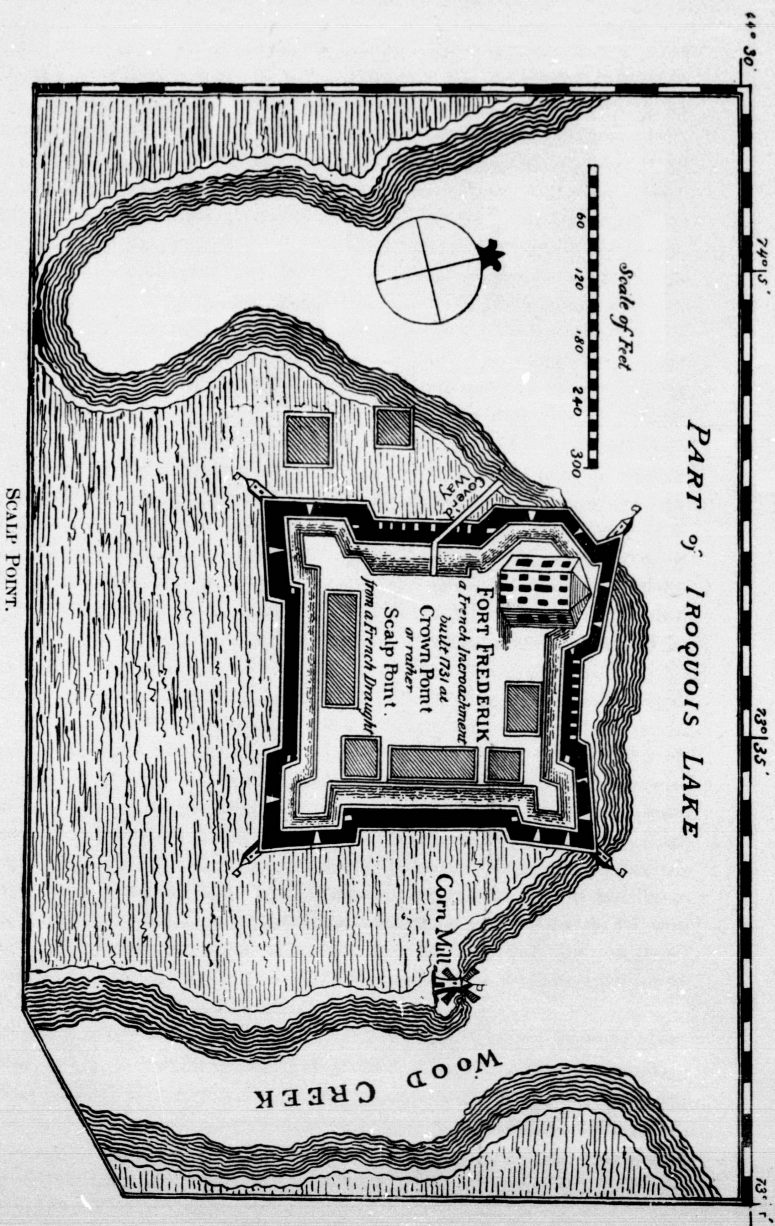 44° 30'
74° 5'
73° 35'
PART of IROQUOIS LAKE
Scale of Feet
60 120 180 240 300
Cover'd
Way
FORT FREDERIK
a French Incroachment
built 1731 at
Crown Point
or rather
Scalp Point.
from a French Draught
Corn Mill
WOOD CREEK
SCALP POINT.